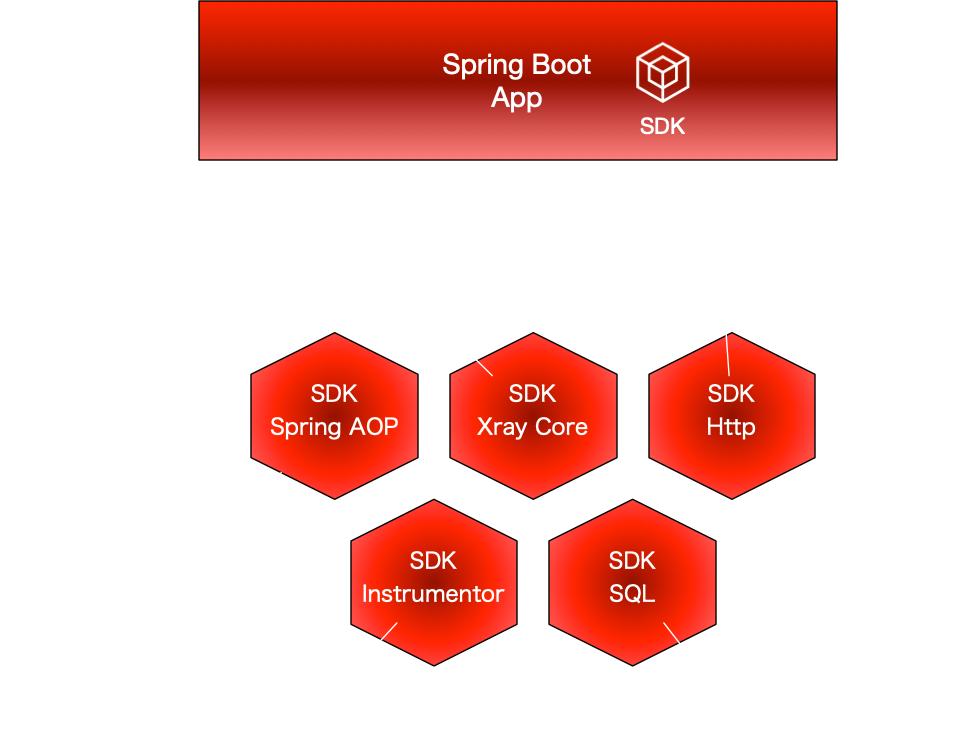 Spring Boot
App
SDK
SDK
Spring AOP
SDK
Xray Core
SDK
Http
SDK
Instrumentor
SDK
SQL